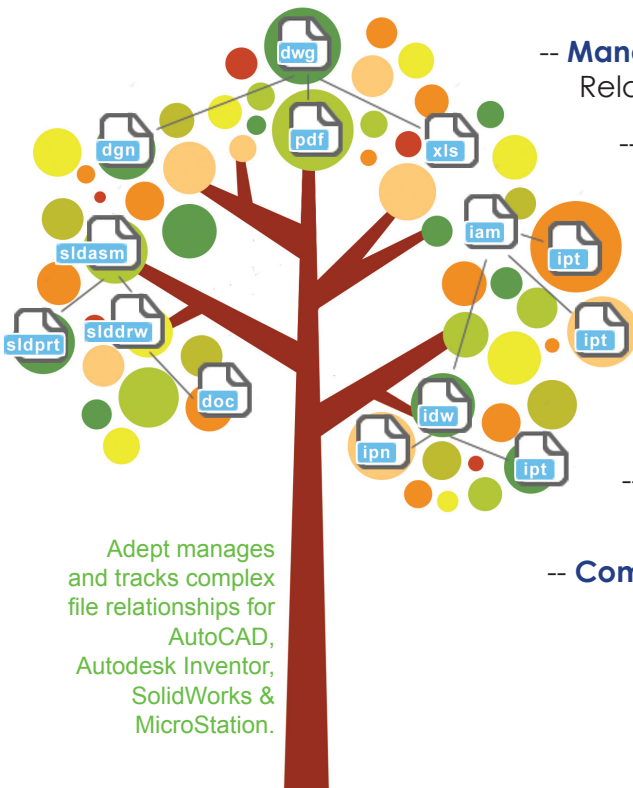 dwg
-- Mana
Rela
pdf
dgn
xls
--
iam
sldasm
ipt
sldprt
slddrw
ipt
doc
idw
ipn
ipt
--
Adept manages
and tracks complex
file relationships for
AutoCAD,
Autodesk Inventor,
SolidWorks &
MicroStation.
-- Com